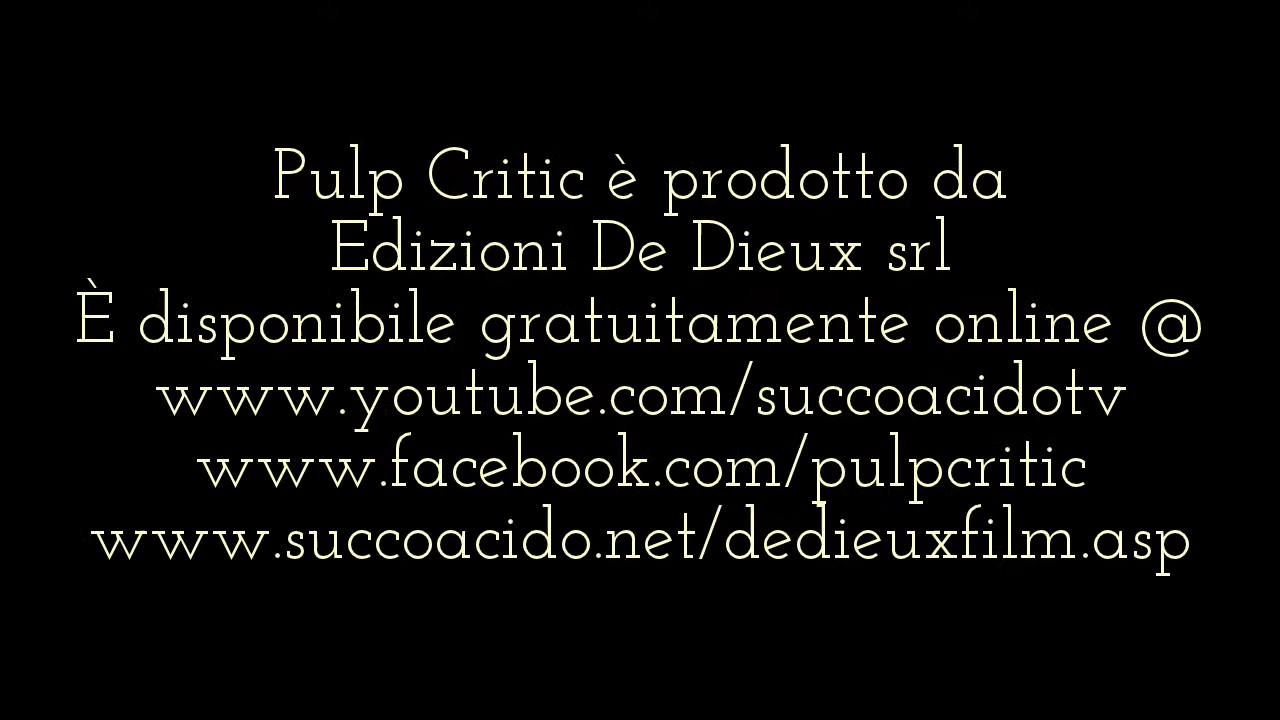 Pulp Critic è prodotto da
Edizioni De Dieux srl
È disponibile gratuitamente online @
www.youtube.com/succoacidotv
www.facebook.com/pulpcritic
www.succoacido.net/dedieuxfilm.asp